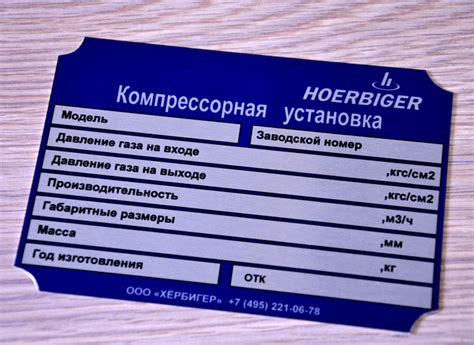 HOERBIGER
Компрессорная установка
Модель Заводской номер
Давление газа на входе ,кгс/см2
Давление газа на выходе ,кгс/см2
Производительность ,м3/ч
Габаритные размеры ,мм
Масса ,кг
Год изготовления ОТК
ООО «ХЁРБИГЕР» +7 (495) 221-06-78